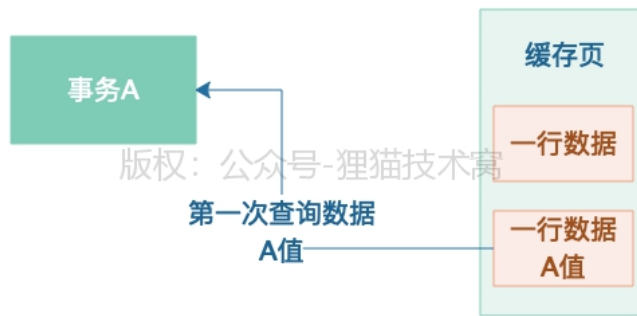 缓存页
事务A
一行数据
版权：公众号-狸猫技术窝
第一次查询数据
A值
一行数据
A值